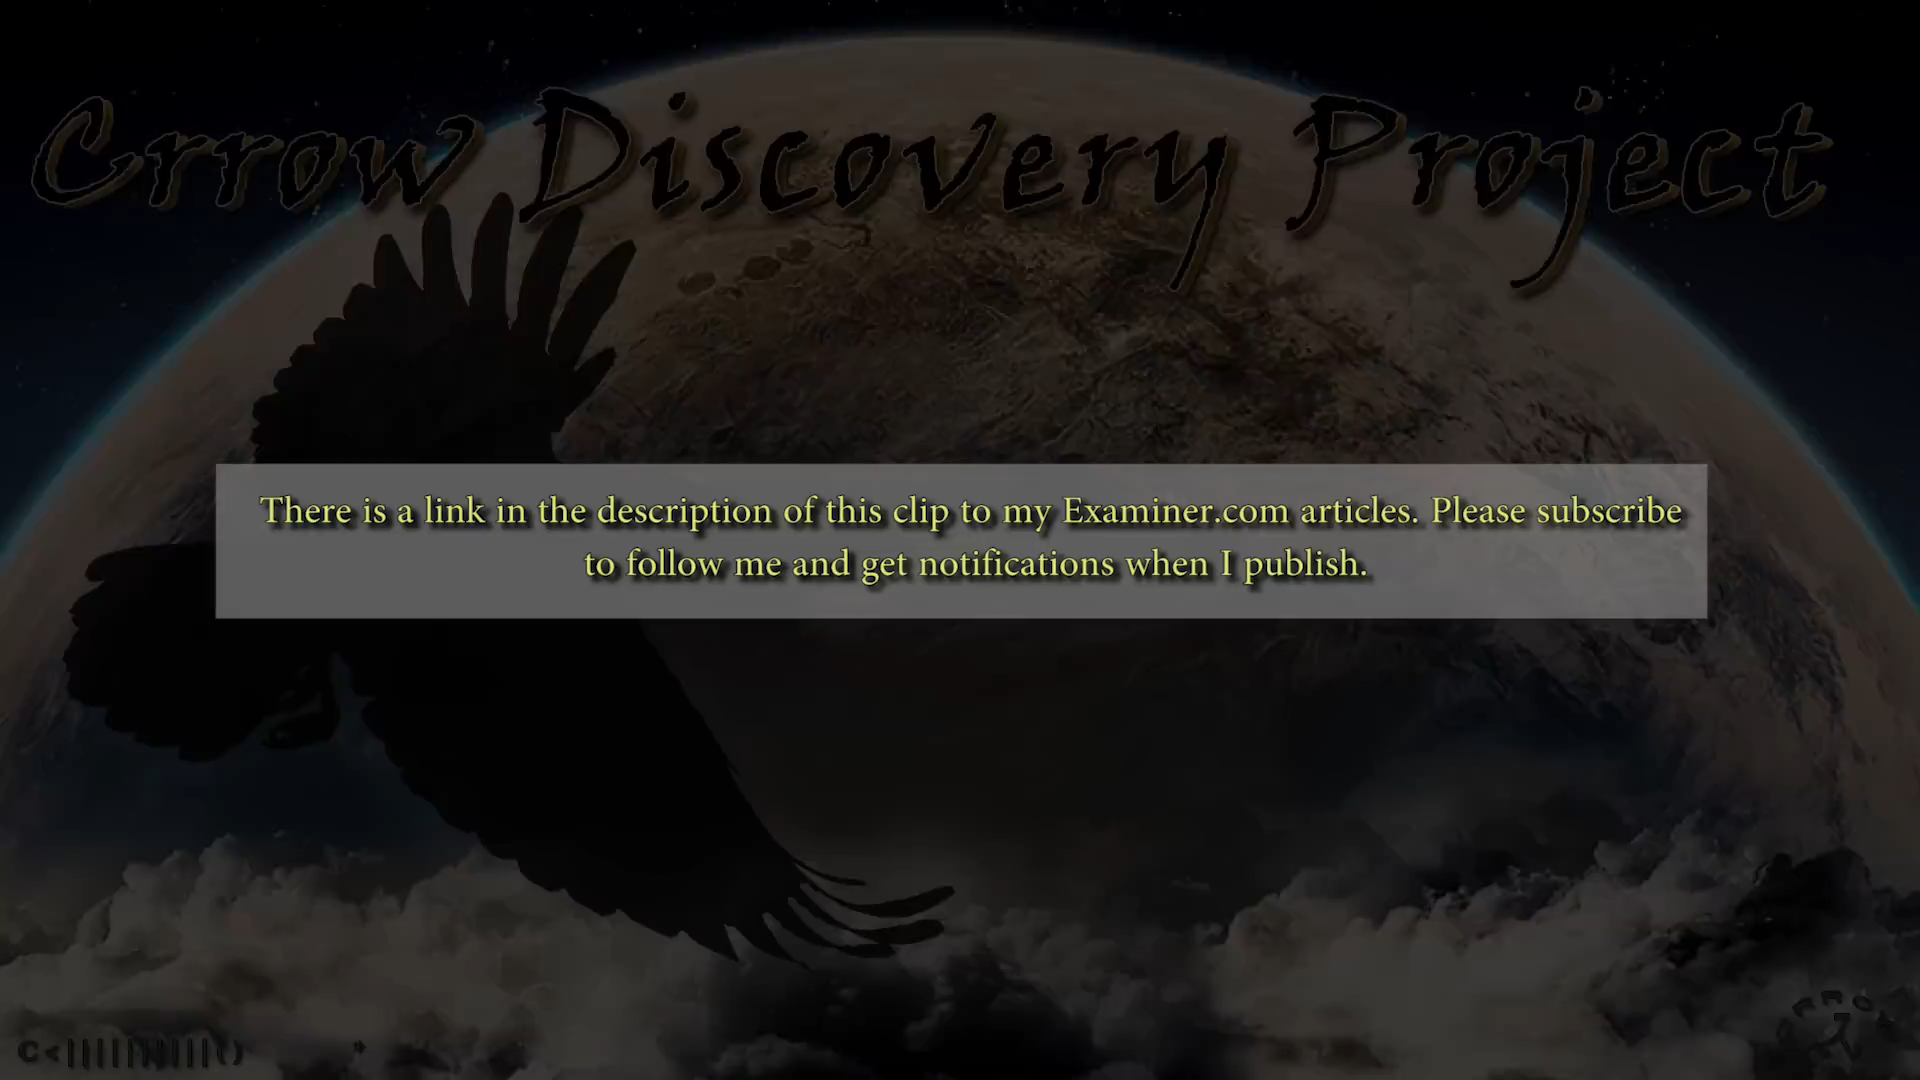 Crrow Discovery Project
There is a link in the description of this clip to my Examiner.com articles. Please subscribe
to follow me and get notifications when I publish.